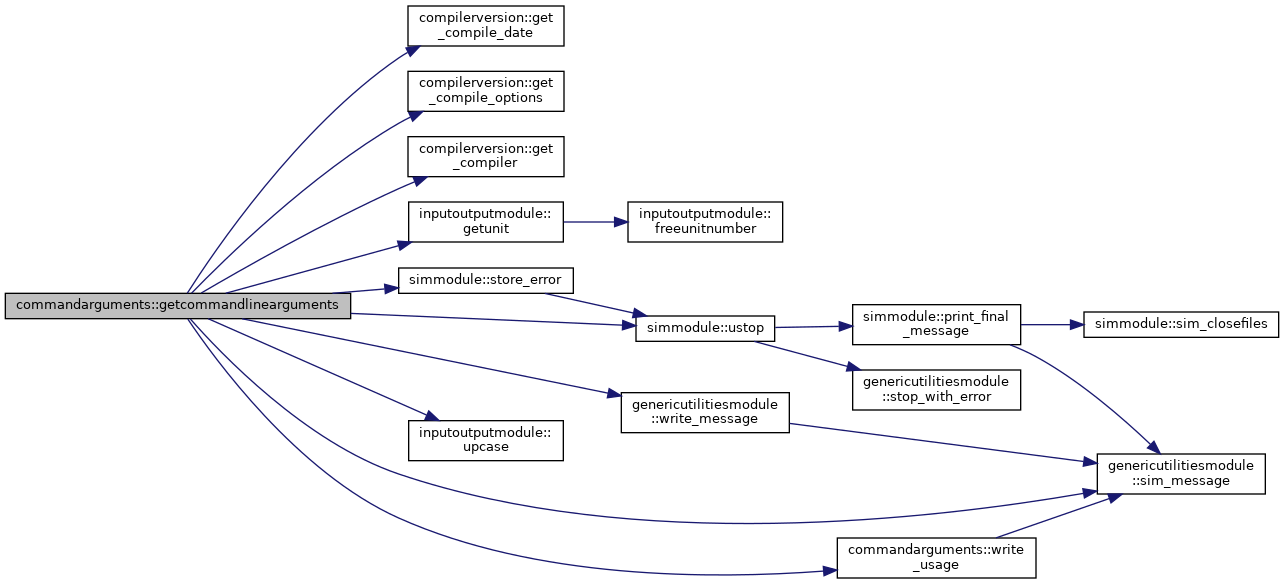 compilerversion::get
_compile_date
compilerversion::get
_compile_options
compilerversion::get
_compiler
inputoutputmodule::
getunit
inputoutputmodule::
freeunitnumber
simmodule::store_error
commandarguments::getcommandlinearguments
simmodule::ustop
simmodule::print_final
_message
simmodule::sim_closefiles
genericutilitiesmodule
::stop_with_error
genericutilitiesmodule
::write_message
inputoutputmodule::
upcase
genericutilitiesmodule
::sim_message
commandarguments::write
_usage